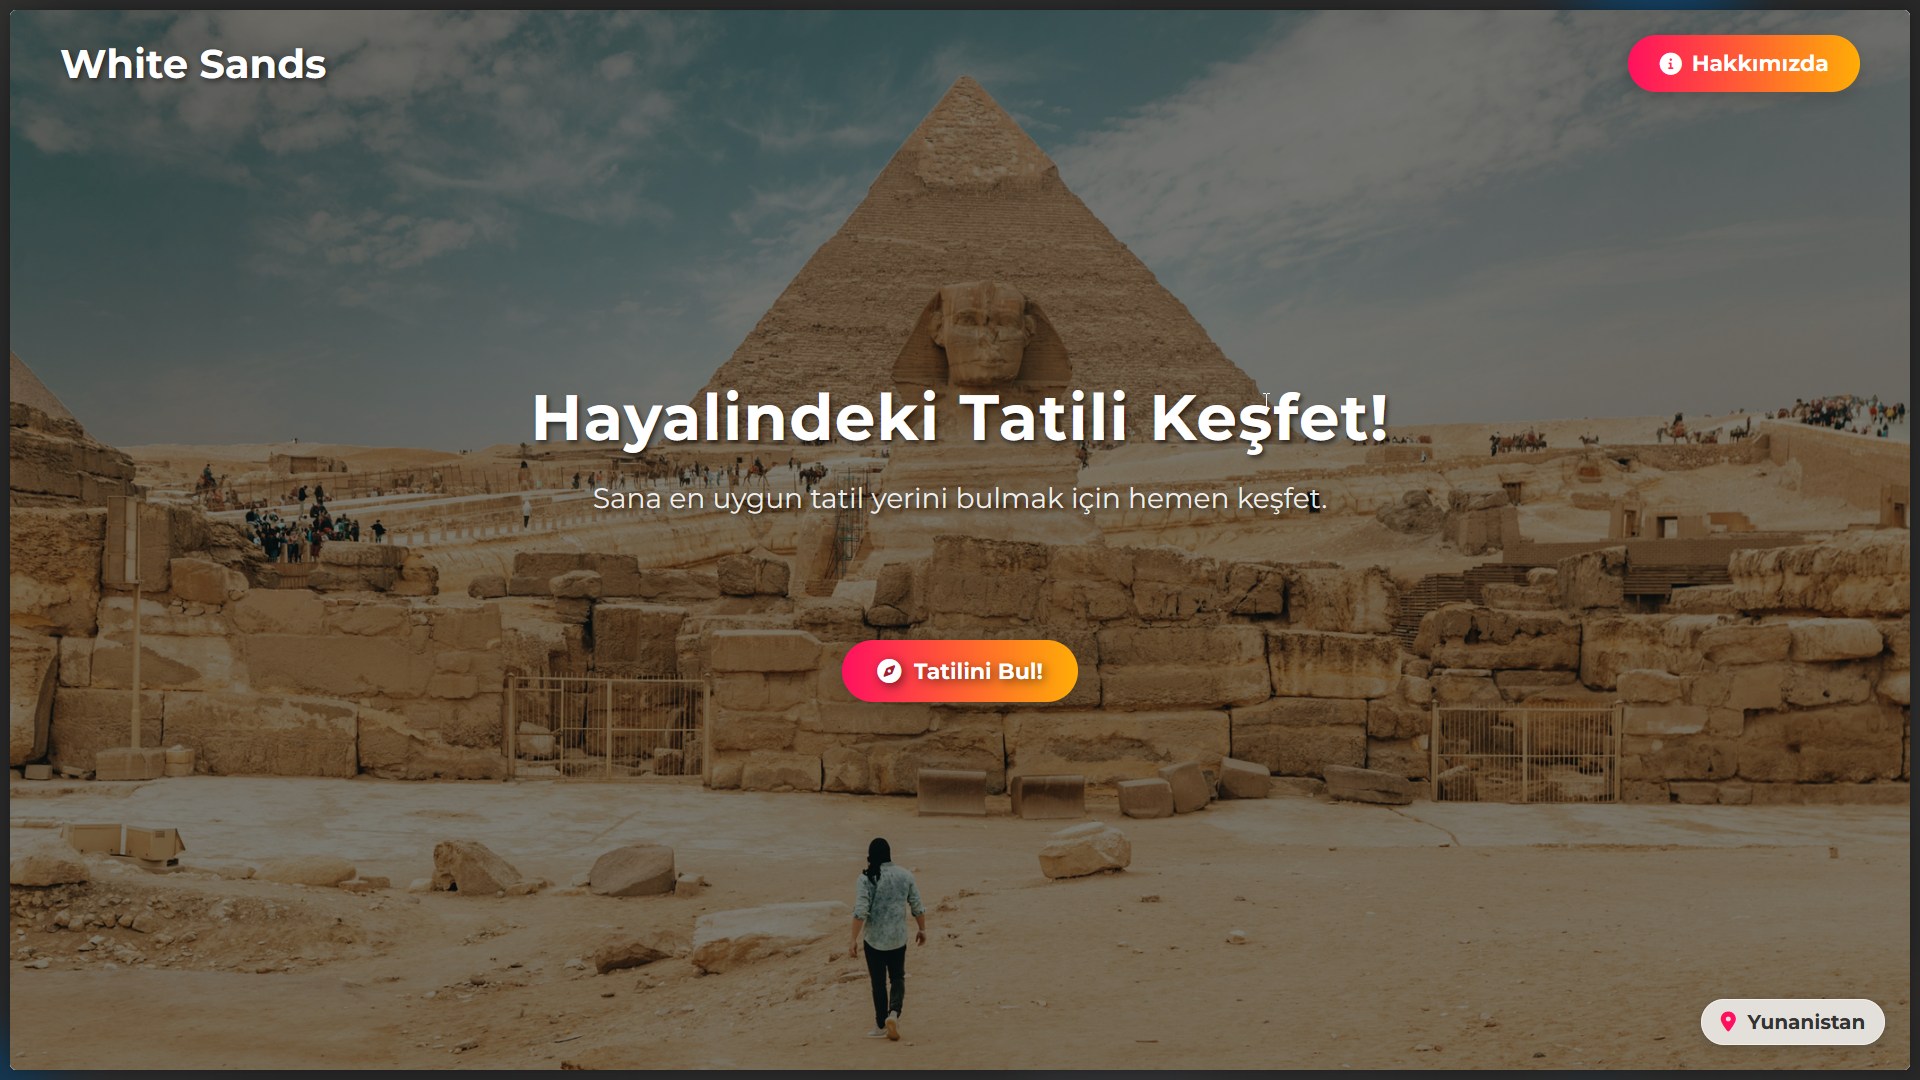 White Sands
Hakkımızda
Hayalindeki Tatili Keşfet!
Sana en uygun tatil yerini bulmak için hemen keşfet.
Tatilini Bul!
Yunanistan